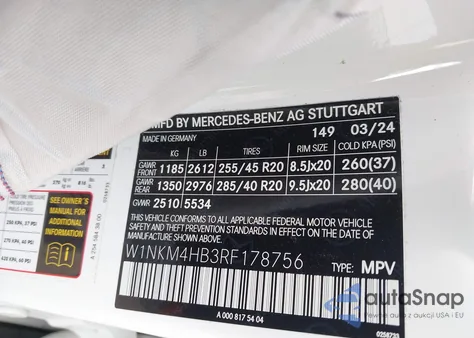 MFD BY MERCEDES-BENZ AG STUTTGART
MADE IN GERMANY 149 03/24
KG LB TIRES RIM SIZE COLD KPA(PSI)
GAWR FRONT 1185 2612 255/45 R20 8.5Jx20 260(37)
GAWR REAR 1350 2976 285/40 R20 9.5Jx20 280(40)
GVWR 2510 5534
THIS VEHICLE CONFORMS TO ALL APPLICABLE FEDERAL MOTOR VEHICLE
SAFETY AND THEFT PREVENTION STANDARDS IN EFFECT ON THE DATE
OF MANUFACTURE SHOWN ABOVE.
W1NKM4HB3RF178756 TYPE: MPV
A 000 817 54 04
SEE OWNER'S
MANUAL FOR
ADDITIONAL
INFORMATION
autoSnap